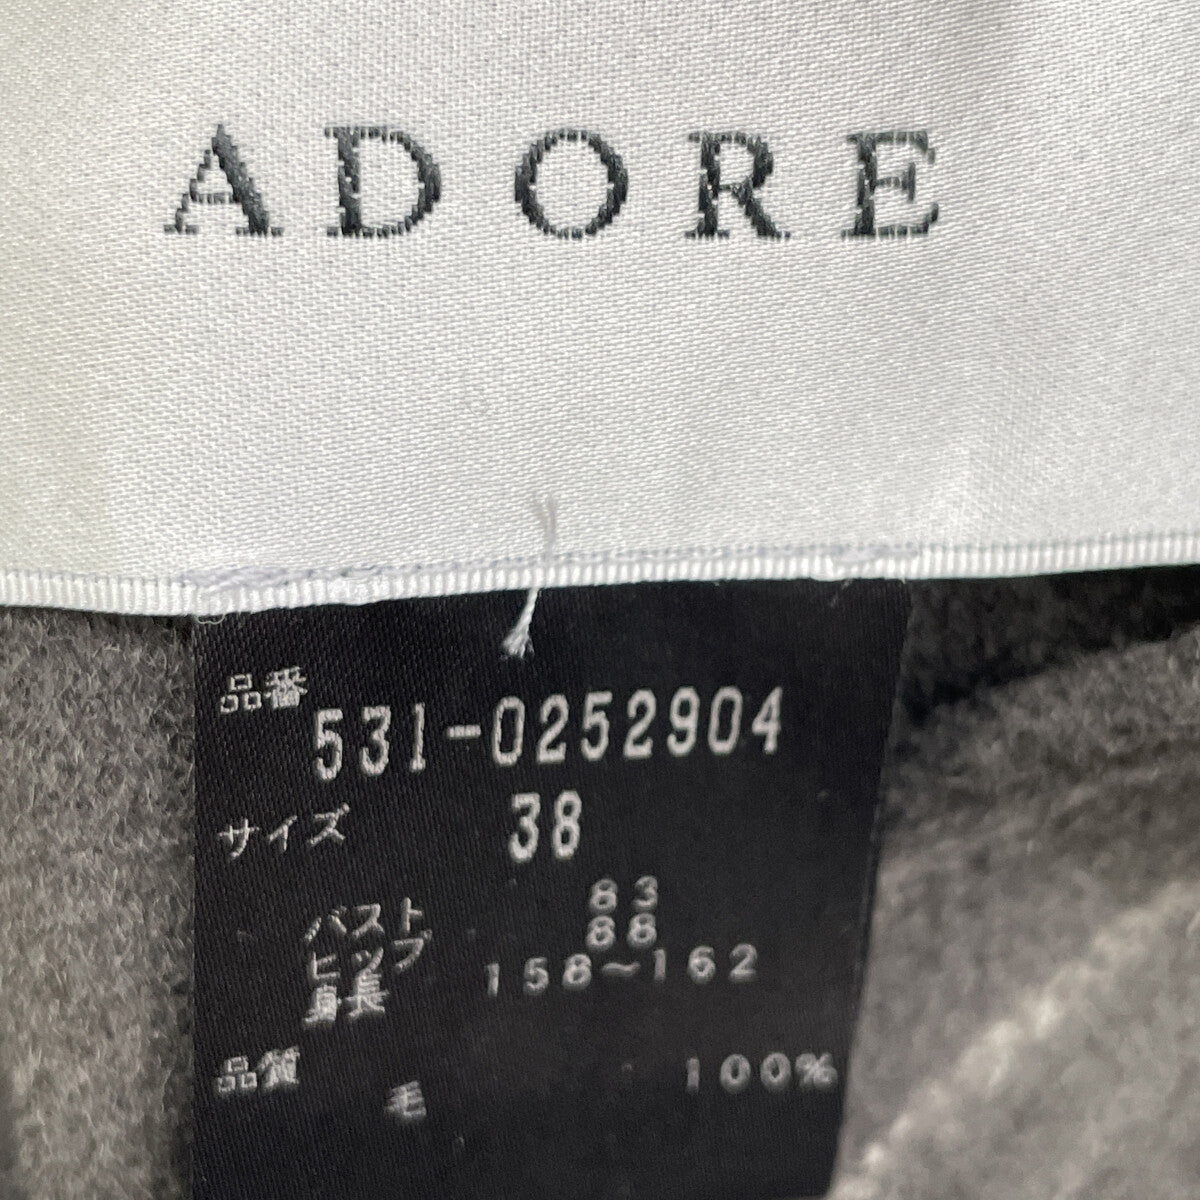 ADORE
品番
531-0252904
サイズ 38
バスト 83
ヒップ 88
身長 158~162
品質
毛 100%